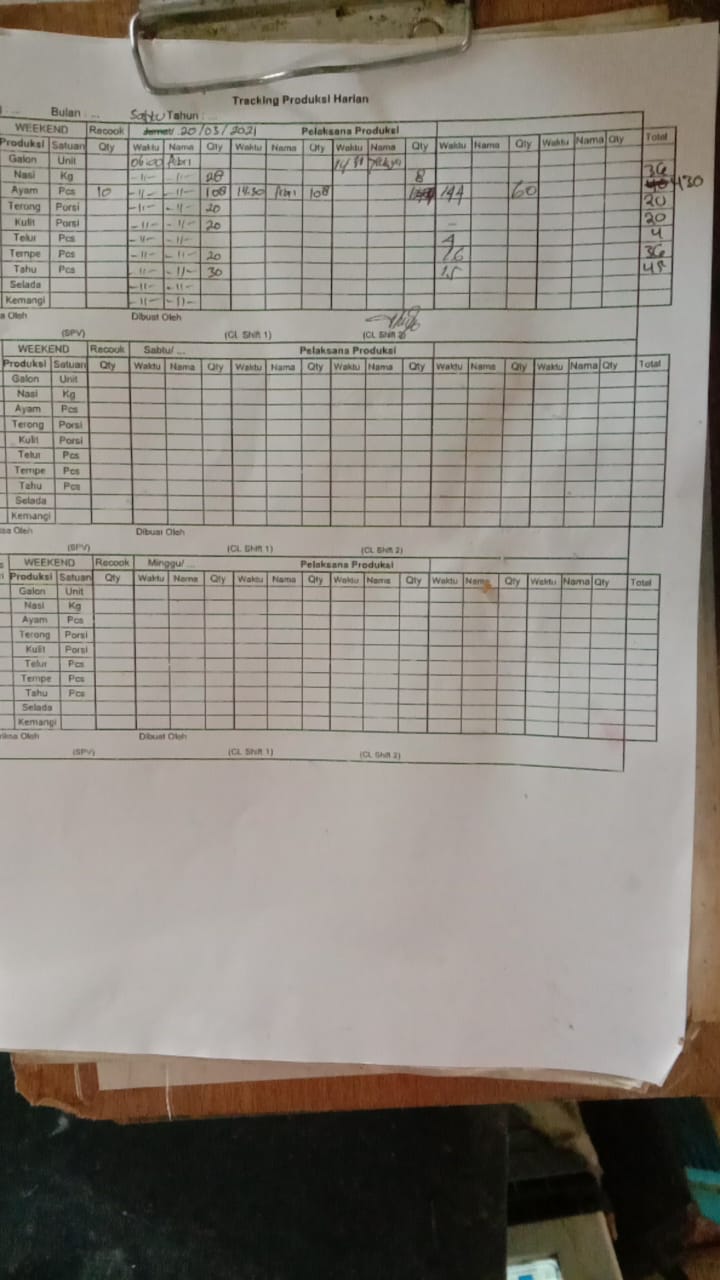 Tracking Produksi Harian
Bulan : ... Sabtu Tahun : ...
WEEKEND Recook Jumat/ 20/03/2021 Pelaksana Produksi
Produksi Satuan Qty Waktu Nama Qty Waktu Nama Qty Waktu Nama Qty Waktu Nama Qty Waktu Nama Qty Total
Galon Unit 06:00 Abri
Nasi Kg -11- -11- 28 8 36
Ayam Pcs 10 -11- -11- 108 14.30 Abri 108 144 60 430
Terong Porsi -11- -11- 20 20
Kulit Porsi -11- -11- 20 - 20
Telur Pcs -11- -11- 4 4
Tempe Pcs -11- -11- 20 16 36
Tahu Pcs -11- -11- 30 15 45
Selada -11- -11-
Kemangi -11- -11-
a Oleh Dibuat Oleh
(SPV) (CL Shift 1) (CL Shift 2)
WEEKEND Recook Sabtu/ ... Pelaksana Produksi
Produksi Satuan Qty Waktu Nama Qty Waktu Nama Qty Waktu Nama Qty Waktu Nama Qty Waktu Nama Qty Total
Galon Unit
Nasi Kg
Ayam Pcs
Terong Porsi
Kulit Porsi
Telur Pcs
Tempe Pcs
Tahu Pcs
Selada
Kemangi
sa Oleh Dibuat Oleh
(SPV) (CL Shift 1) (CL Shift 2)
WEEKEND Recook Minggu/ ... Pelaksana Produksi
Produksi Satuan Qty Waktu Nama Qty Waktu Nama Qty Waktu Nama Qty Waktu Nama Qty Waktu Nama Qty Total
Galon Unit
Nasi Kg
Ayam Pcs
Terong Porsi
Kulit Porsi
Telur Pcs
Tempe Pcs
Tahu Pcs
Selada
Kemangi
riksa Oleh Dibuat Oleh
(SPV) (CL Shift 1) (CL Shift 2)